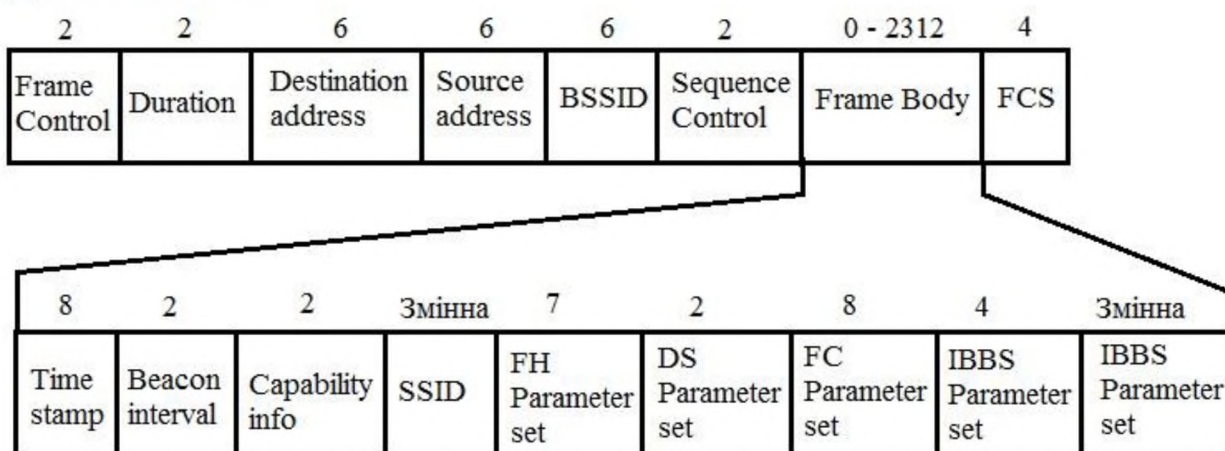 2 2 6 6 6 2 0 - 2312 4
Frame Control Duration Destination address Source address BSSID Sequence Control Frame Body FCS
8 2 2 Змінна 7 2 8 4 Змінна
Time stamp Beacon interval Capability info SSID FH Parameter set DS Parameter set FC Parameter set IBBS Parameter set IBBS Parameter set